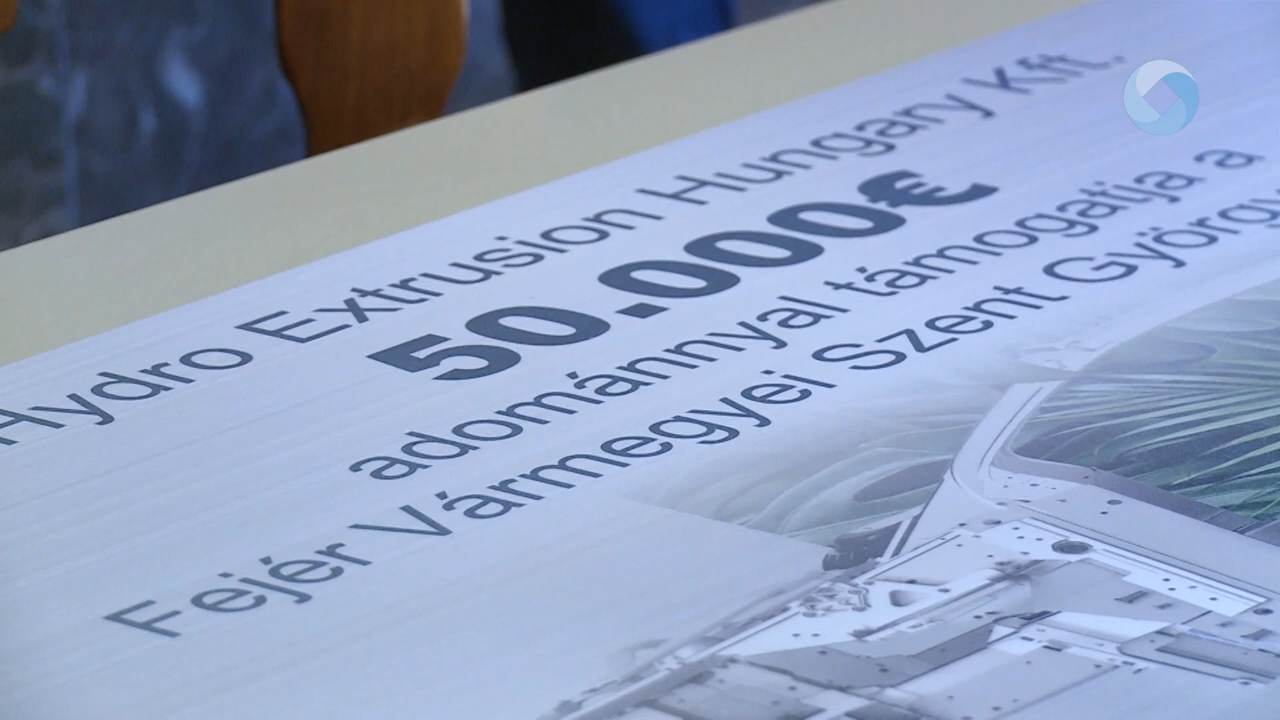 Hydro Extrusion Hungary Kft.
50.000€
adománnyal támogatja a
Fejér Vármegyei Szent György